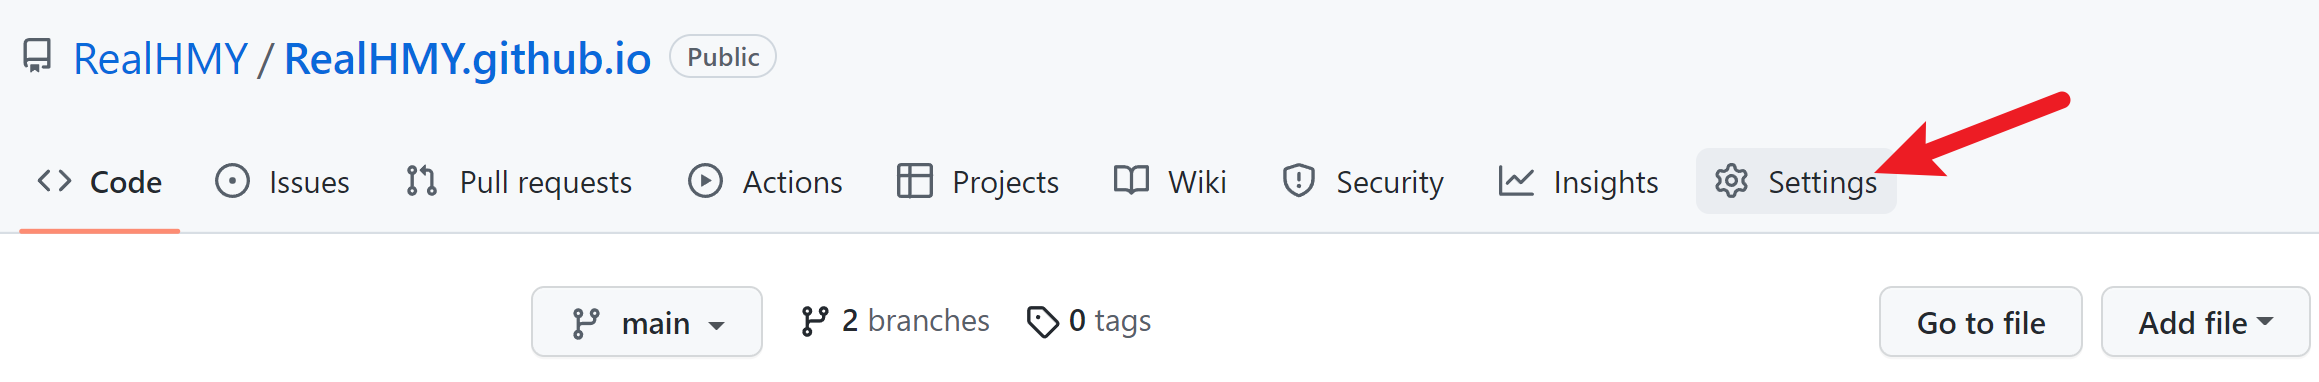 RealHMY / RealHMY.github.io Public
Code Issues Pull requests Actions Projects Wiki Security Insights Settings
main 2 branches 0 tags Go to file Add file